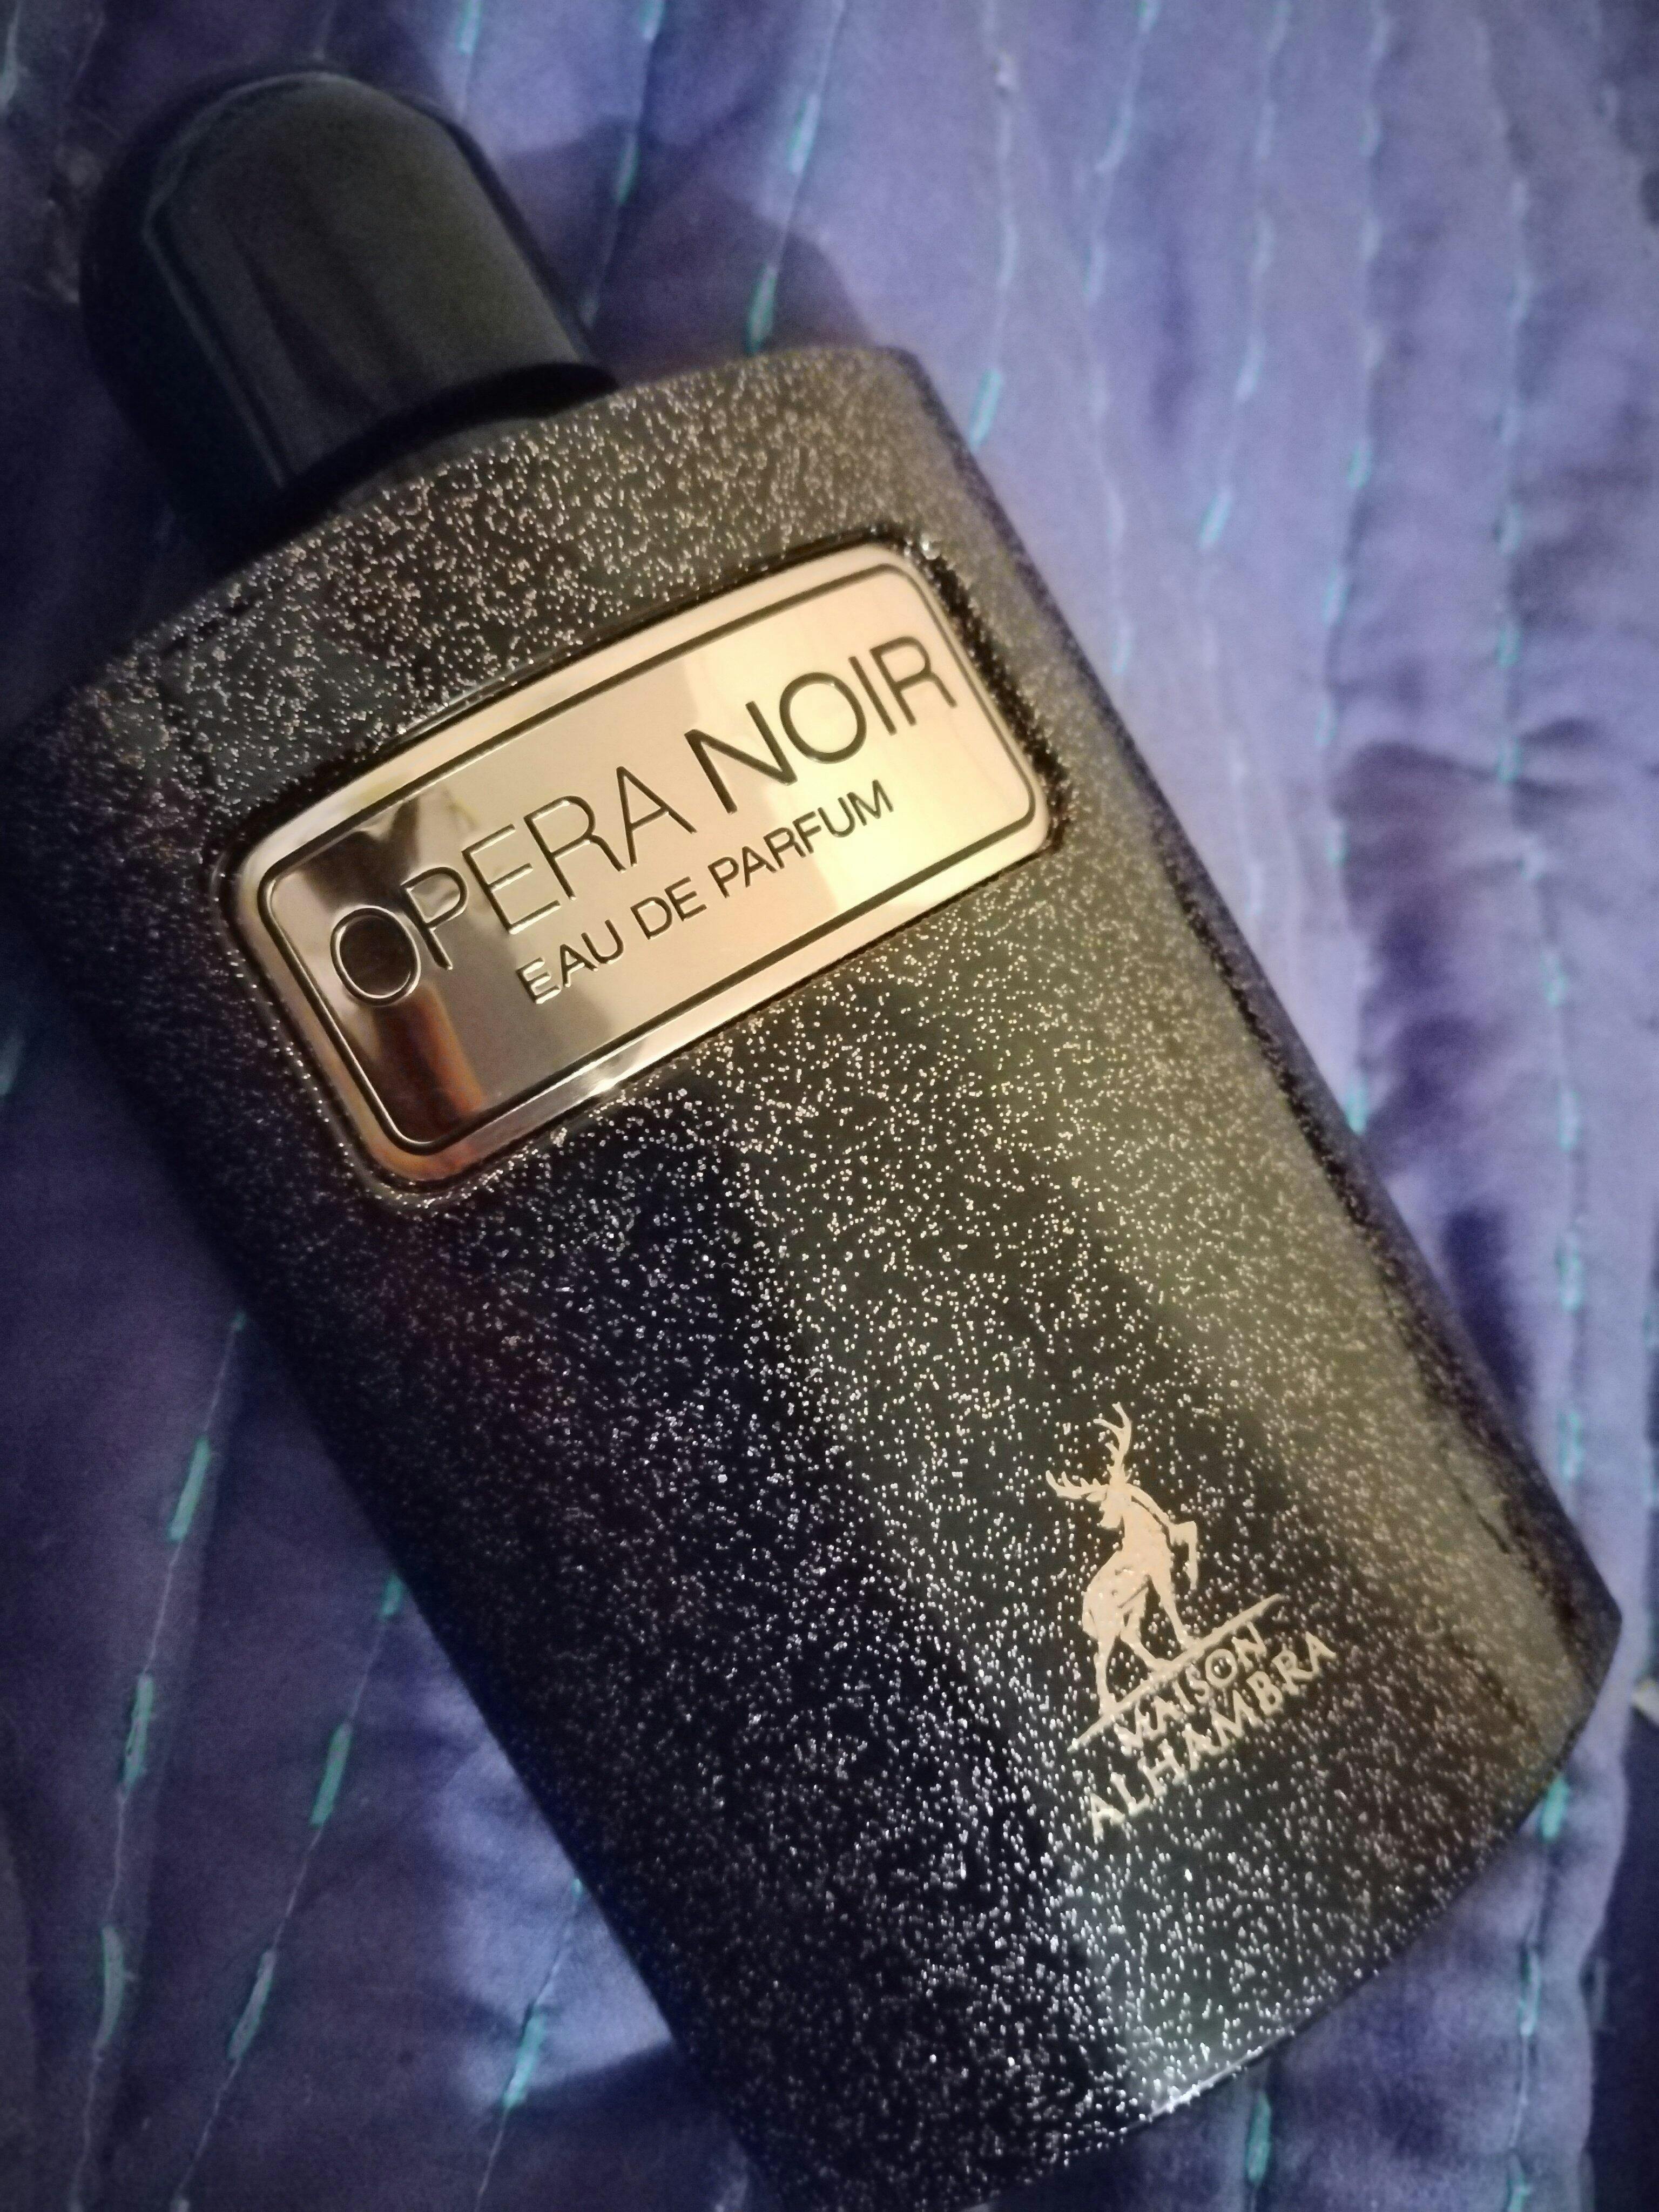 OPERA NOIR
EAU DE PARFUM
MAISON
ALHAMBRA